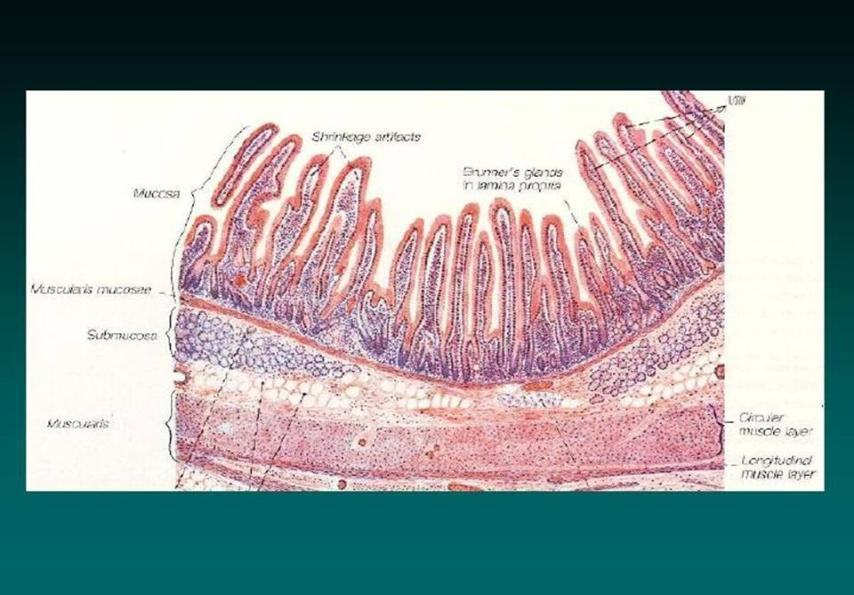 Villi
Shrinkage artifacts
Brunner's glands
in lamina propria
Mucosa
Muscularis mucosae
Submucosa
Muscularis
Circular
muscle layer
Longitudinal
muscle layer